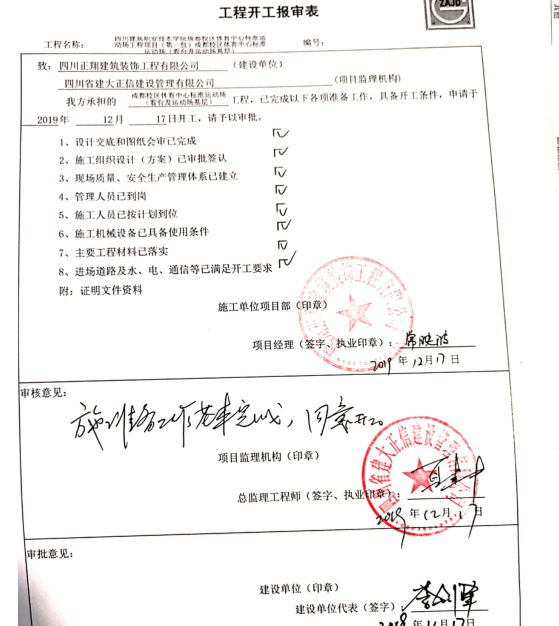 工程开工报审表
ZAJD
四川建筑职业技术学院成都校区体育中心标准运
工程名称： 动场工程项目（第一包）成都校区体育中心标准 编号：
运动场（看台及运动场基层）
致：四川正翔建筑装饰工程有限公司 （建设单位）
四川省建大正信建设管理有限公司 （项目监理机构）
我方承担的 成都校区体育中心标准运动场（看台及运动场基层） 工程，已完成以下各项准备工作，具备开工条件，申请于
2019年 12月 17日开工，请予以审批。
1、设计交底和图纸会审已完成 ☑
2、施工组织设计（方案）已审批签认 ☑
3、现场质量、安全生产管理体系已建立 ☑
4、管理人员已到岗 ☑
5、施工人员已按计划到位 ☑
6、施工机械设备已具备使用条件 ☑
7、主要工程材料已落实 ☑
8、进场道路及水、电、通信等已满足开工要求 ☑
附：证明文件资料
施工单位项目部（印章）
项目经理（签字、执业印章）：
2019年12月17日
审核意见：
施工准备工作基本完成，同意开工
项目监理机构（印章）
总监理工程师（签字、执业印章）：
2019年12月17日
审批意见：
建设单位（印章）
建设单位代表（签字）：